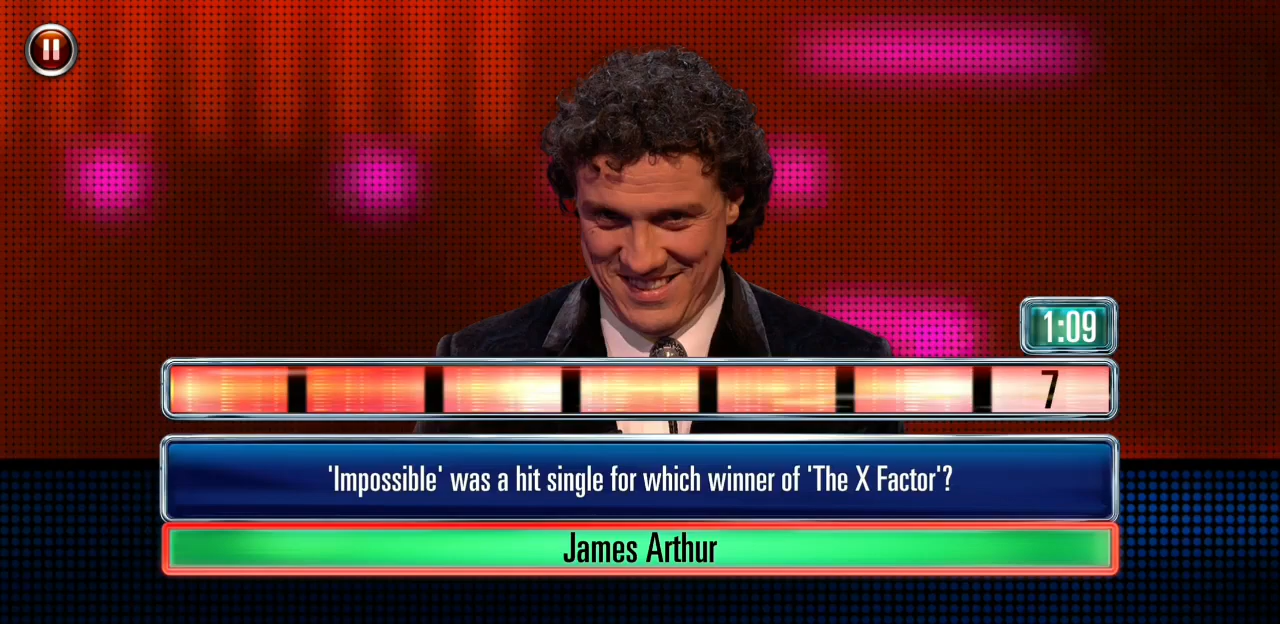 1:09
7
'Impossible' was a hit single for which winner of 'The X Factor'?
James Arthur